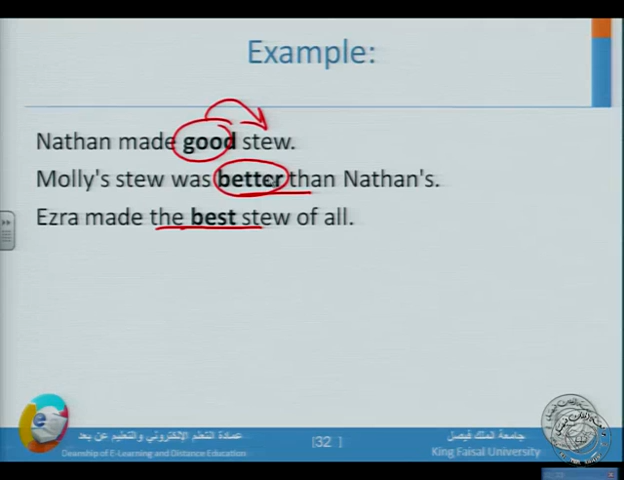 Example:
Nathan made good stew.
Molly's stew was better than Nathan's.
Ezra made the best stew of all.
عمادة التعلم الإلكتروني والتعليم عن بعد
Deanship of E-Learning and Distance Education
[ 32 ]
جامعة الملك فيصل
King Faisal University